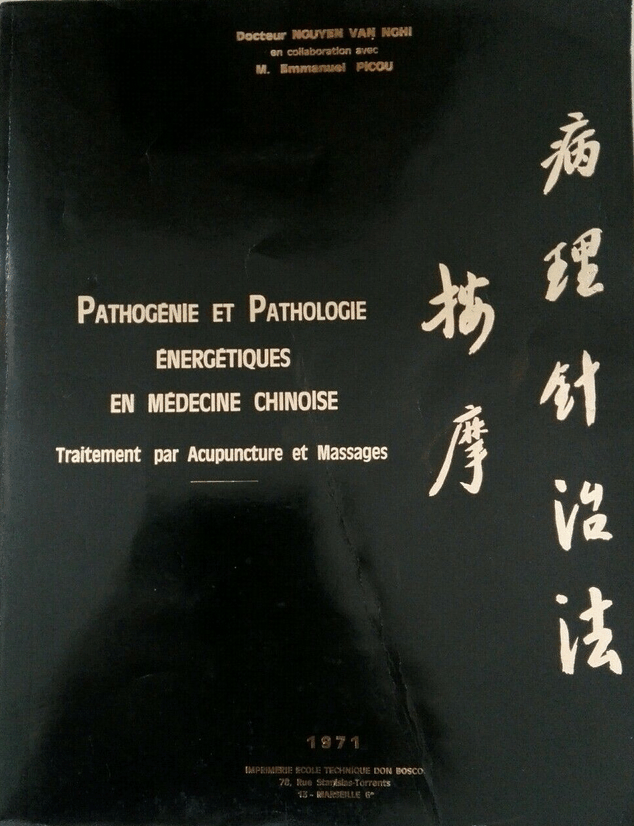 Docteur NGUYEN VAN NGHI
en collaboration avec
M. Emmanuel PICOU
病理針治法
按摩
PATHOGÉNIE ET PATHOLOGIE
ÉNERGÉTIQUES
EN MÉDECINE CHINOISE
Traitement par Acupuncture et Massages
1971
IMPRIMERIE ECOLE TECHNIQUE DON BOSCO
78, Rue Stanislas-Torrents
13 - MARSEILLE 6e